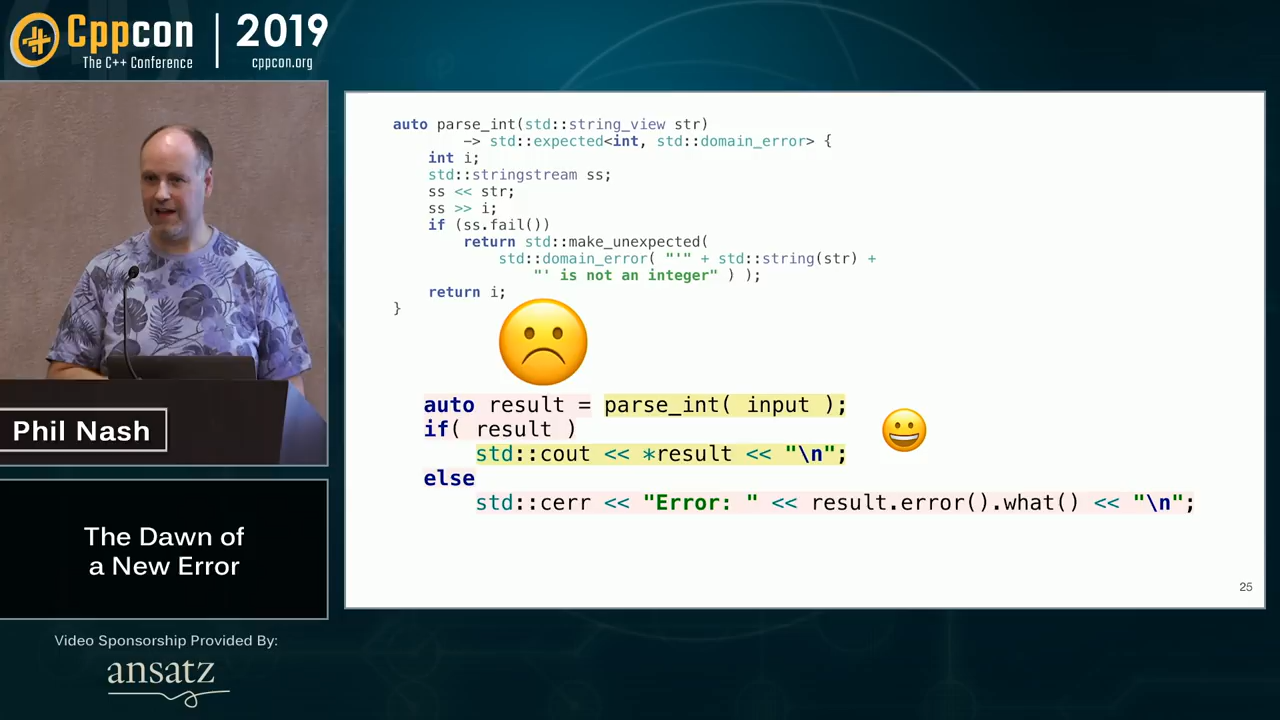 Cppcon
The C++ Conference
2019
cppcon.org
auto parse_int(std::string_view str)
-> std::expected<int, std::domain_error> {
int i;
std::stringstream ss;
ss << str;
ss >> i;
if (ss.fail())
return std::make_unexpected(
std::domain_error( "'" + std::string(str) +
"' is not an integer" ) );
return i;
}
auto result = parse_int( input );
if( result )
std::cout << *result << "\n";
else
std::cerr << "Error: " << result.error().what() << "\n";
25
Phil Nash
The Dawn of
a New Error
Video Sponsorship Provided By:
ansatz